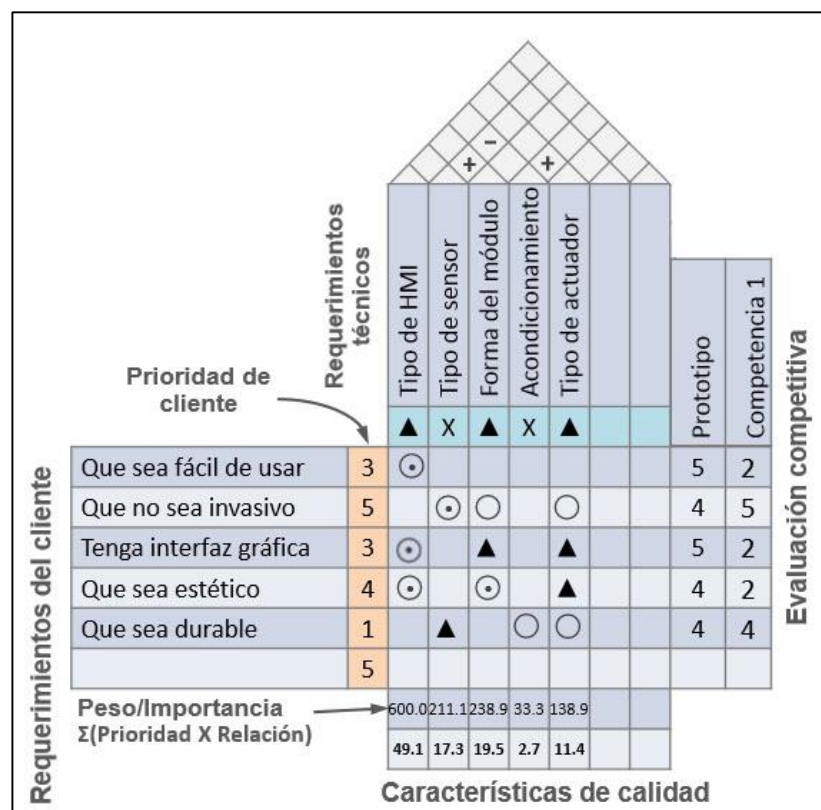 + − +
Requerimientos
técnicos
Tipo de HMI
Tipo de sensor
Forma del módulo
Acondicionamiento
Tipo de actuador
Prototipo
Competencia 1
Evaluación competitiva
Prioridad de
cliente
▲ X ▲ X ▲
Requerimientos del cliente
Que sea fácil de usar 3 5 2
Que no sea invasivo 5 4 5
Tenga interfaz gráfica 3 ▲ ▲ 5 2
Que sea estético 4 ▲ 4 2
Que sea durable 1 ▲ 4 4
5
Peso/Importancia
Σ(Prioridad X Relación)
600.0 211.1 238.9 33.3 138.9
49.1 17.3 19.5 2.7 11.4
Características de calidad